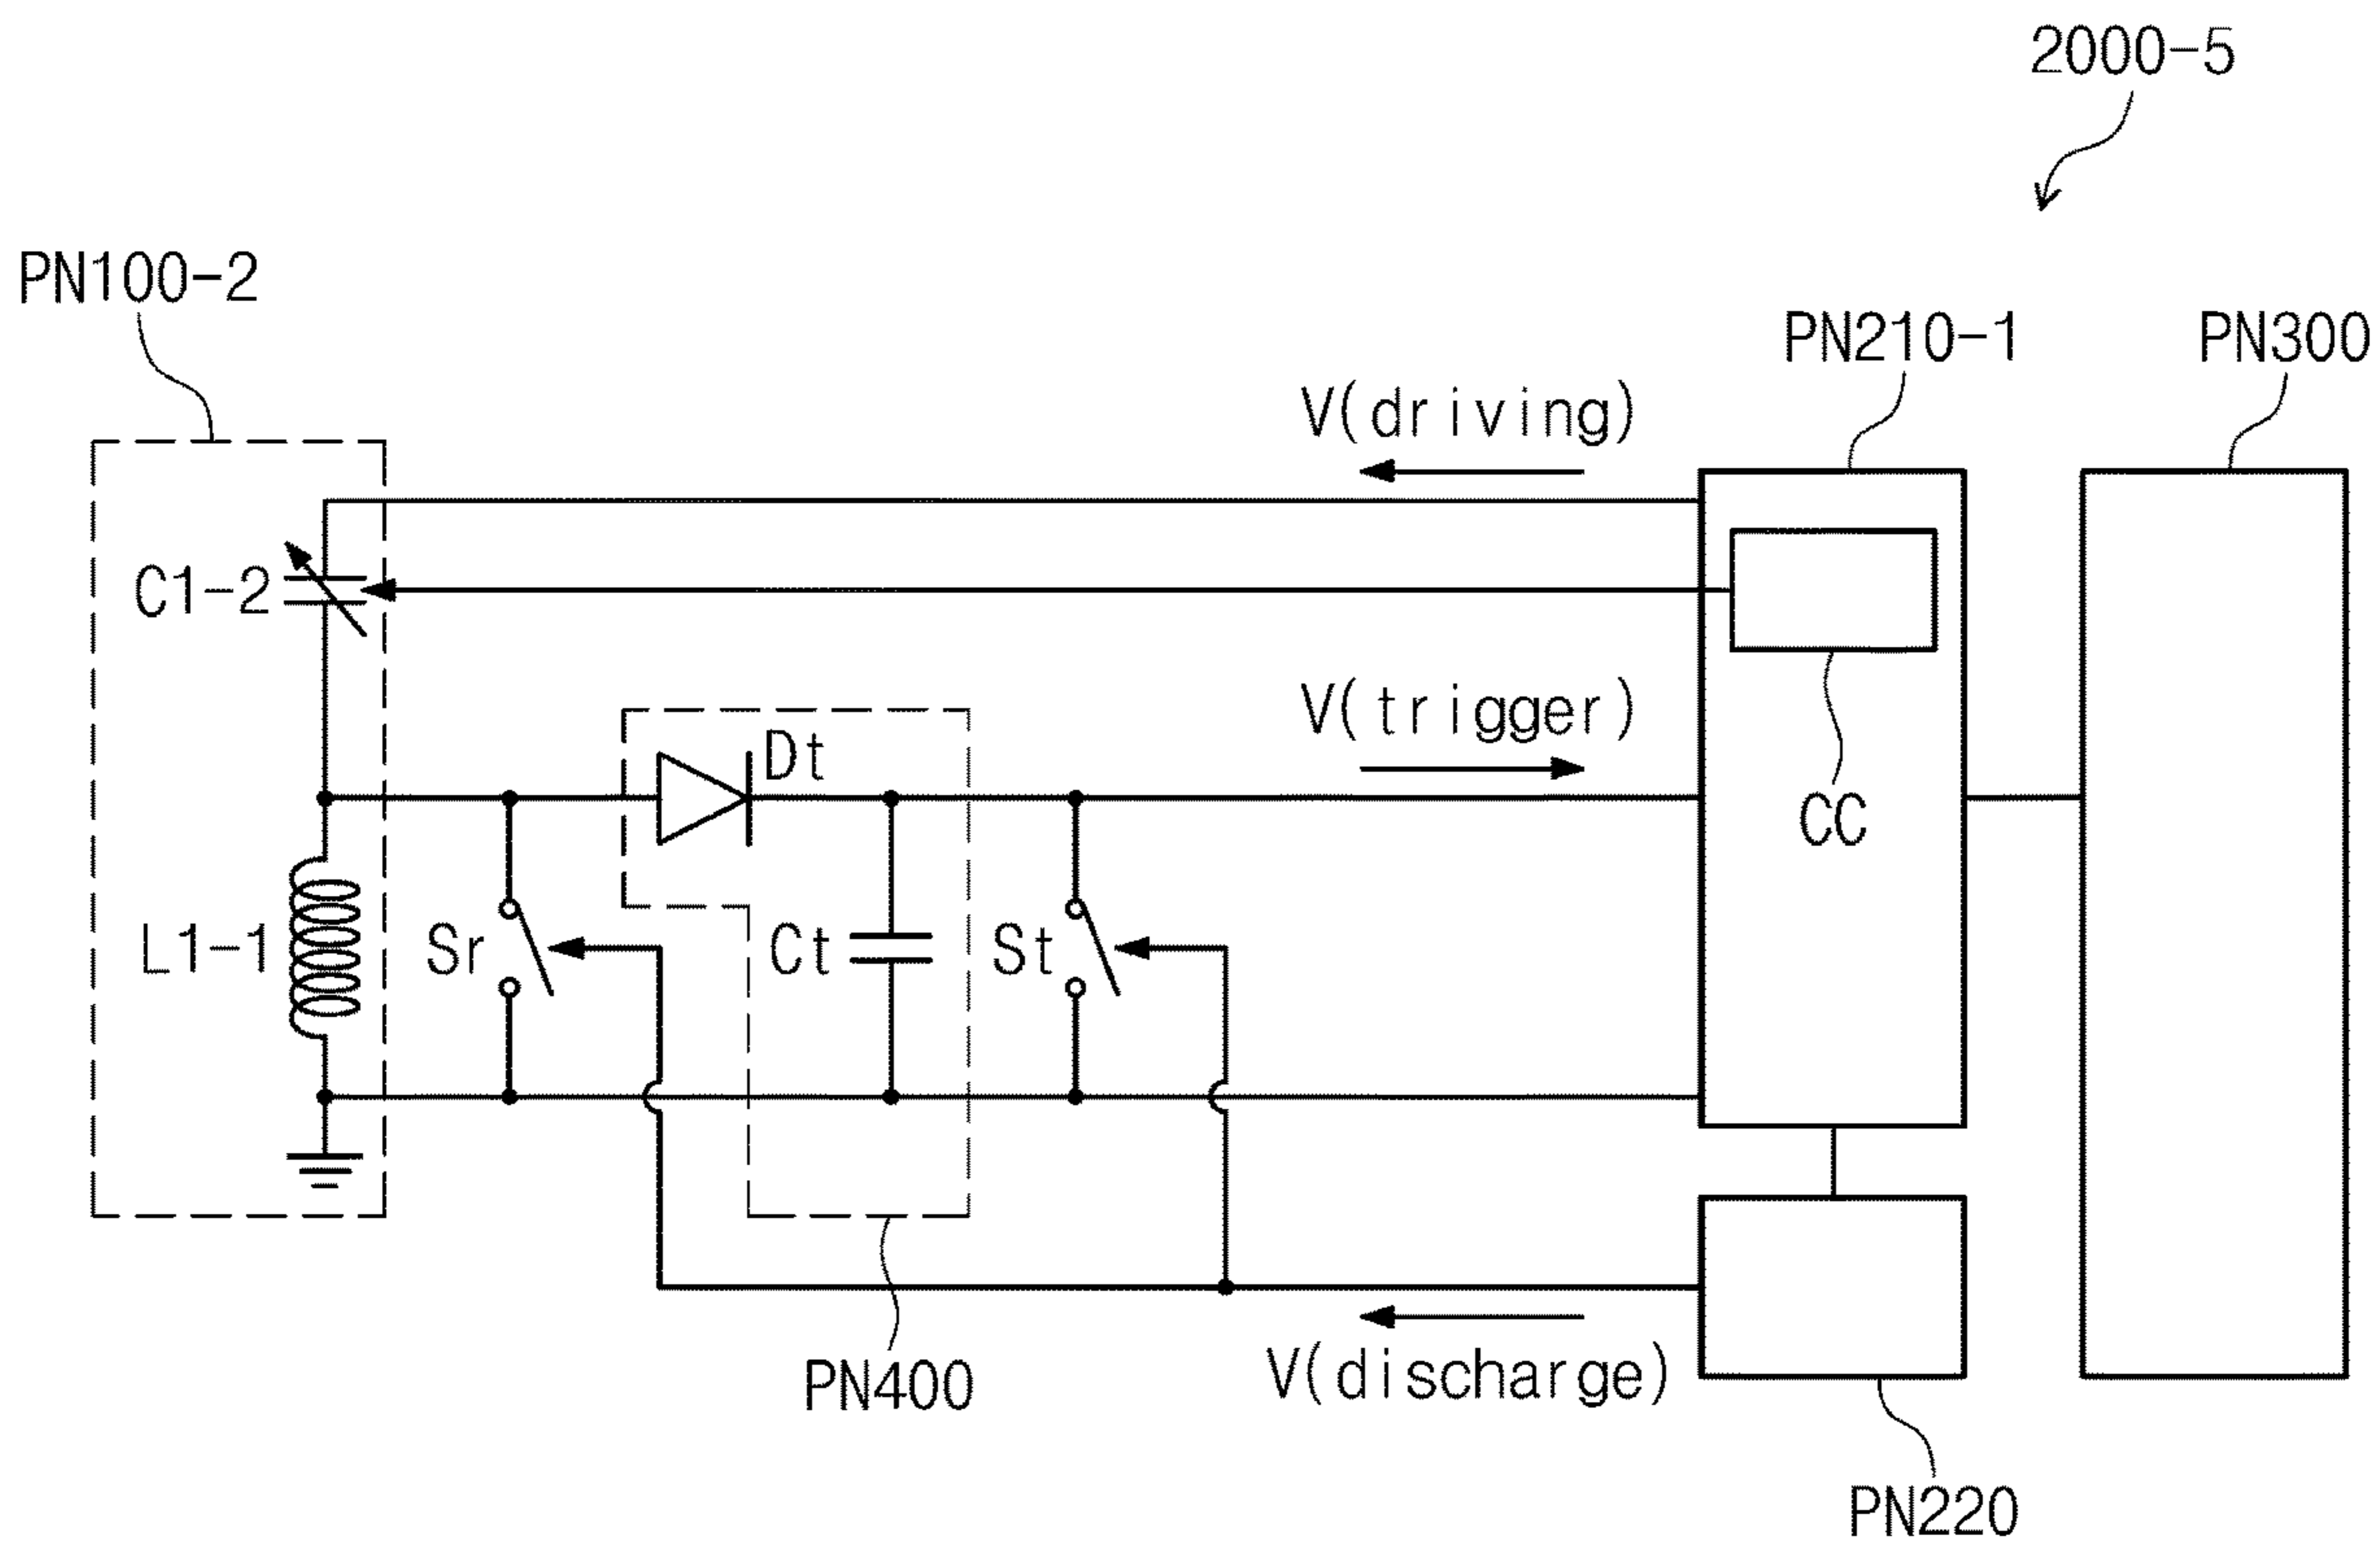 2000-5
PN100-2
PN210-1
PN300
V(driving)
C1-2
V(trigger)
Dt
CC
L1-1
Sr
Ct
St
PN400
V(discharge)
PN220